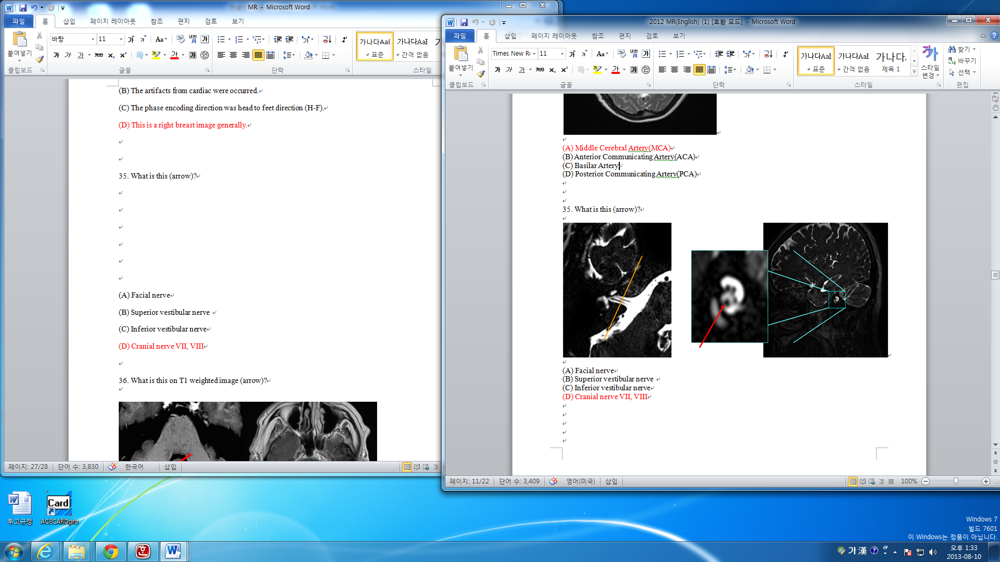 MR - Microsoft Word
파일
홈
삽입
페이지 레이아웃
참조
편지
검토
보기
바탕
11
붙여넣기
클립보드
글꼴
단락
가나다AaB
표준
가나다AaB
간격 없음
스타일
(B) The artifacts from cardiac were occurred.
(C) The phase encoding direction was head to feet direction (H-F).
(D) This is a right breast image generally.
35. What is this (arrow)?
(A) Facial nerve
(B) Superior vestibular nerve
(C) Inferior vestibular nerve
(D) Cranial nerve VII, VIII
36. What is this on T1 weighted image (arrow)?
페이지: 27/28
단어 수: 3,830
한국어
삽입
2012 MR(English) (1) [호환 모드] - Microsoft Word
파일
홈
삽입
페이지 레이아웃
참조
편지
검토
보기
Times New R
11
붙여넣기
클립보드
글꼴
단락
가나다AaB
표준
가나다AaB
간격 없음
가나다
제목 1
스타일
변경
스타일
찾기
바꾸기
선택
편집
(A) Middle Cerebral Artery(MCA)
(B) Anterior Communicating Artery(ACA)
(C) Basilar Artery
(D) Posterior Communicating Artery(PCA)
35. What is this (arrow)?
(A) Facial nerve
(B) Superior vestibular nerve
(C) Inferior vestibular nerve
(D) Cranial nerve VII, VIII
페이지: 11/22
단어 수: 3,409
영어(미국)
삽입
100%
투고규정
Card
ACECARDpro
Windows 7
빌드 7601
이 Windows는 정품이 아닙니다.
가 漢
오후 1:33
2013-08-10